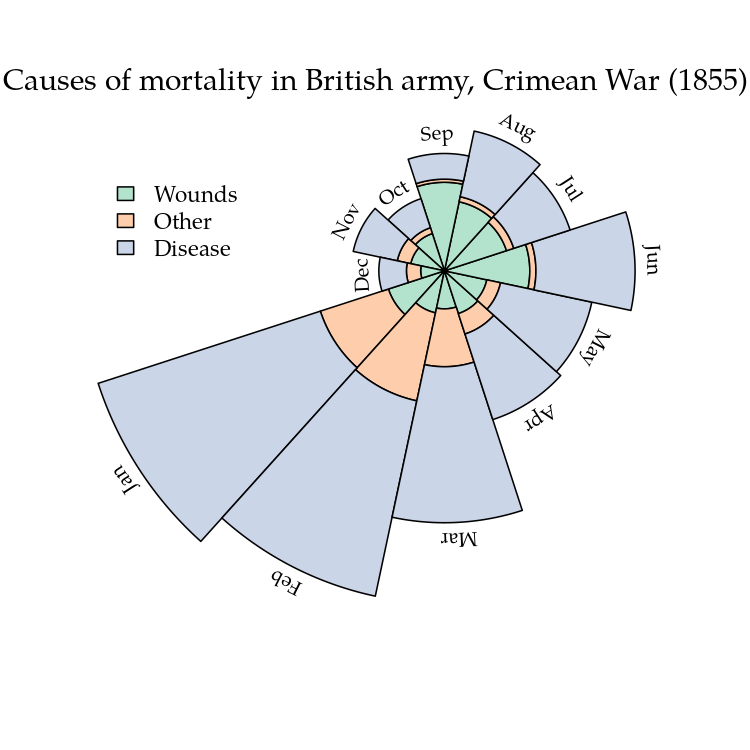 Causes of mortality in British army, Crimean War (1855)
Wounds
Other
Disease
Sep
Aug
Jul
Jun
May
Apr
Mar
Feb
Jan
Dec
Nov
Oct